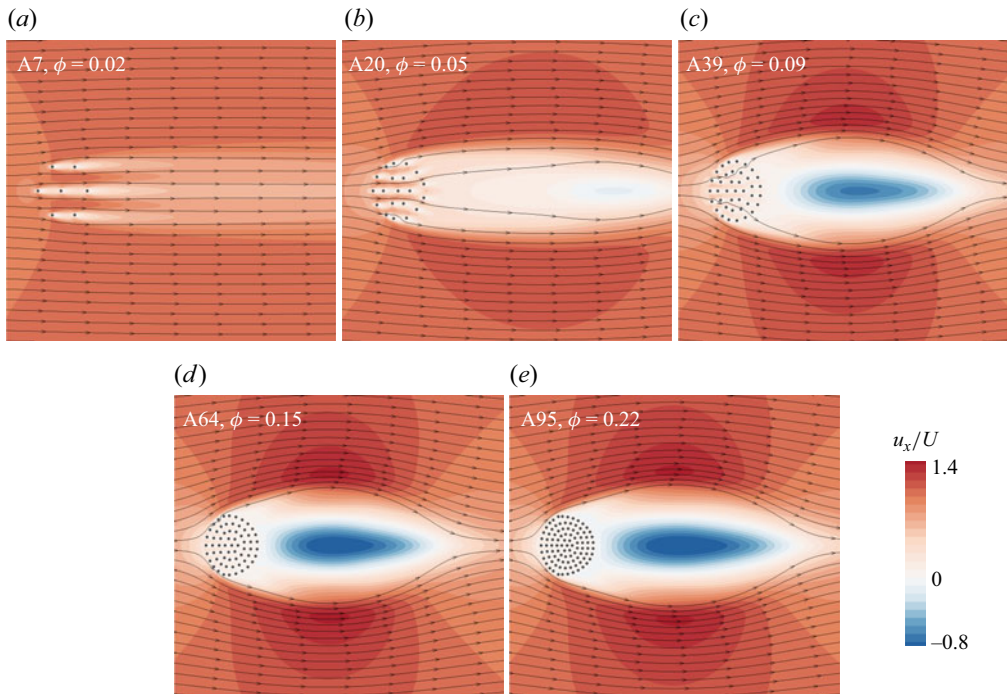 (a)
(b)
(c)
A7, ϕ = 0.02
A20, ϕ = 0.05
A39, ϕ = 0.09
(d)
(e)
A64, ϕ = 0.15
A95, ϕ = 0.22
u_x/U
1.4
0
–0.8